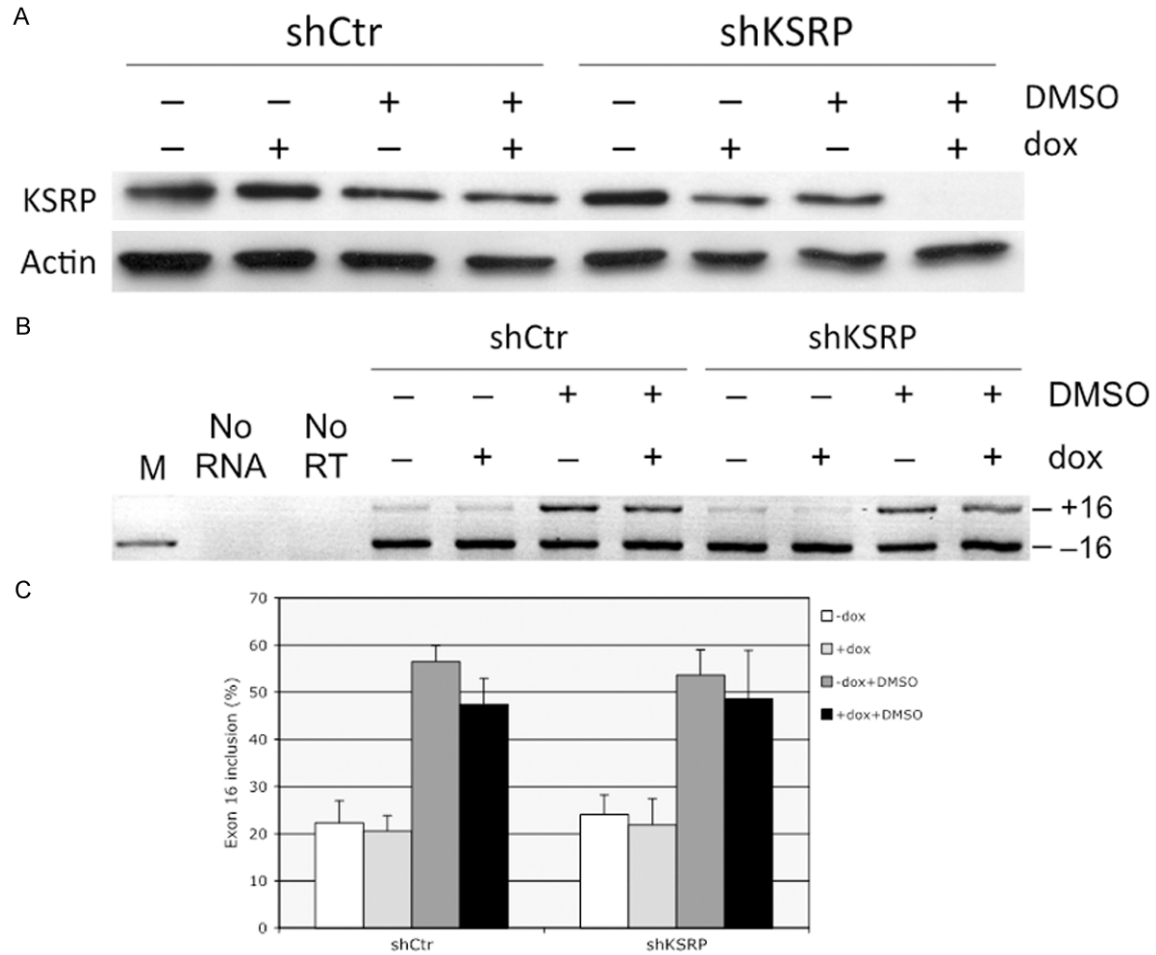 A
shCtr shKSRP
– – + + – – + + DMSO
– + – + – + – + dox
KSRP
Actin
B
shCtr shKSRP
– – + + – – + + DMSO
M No RNA No RT – + – + – + – + dox
– +16
– –16
C
70
60
50
40
30
20
10
0
Exon 16 inclusion (%)
shCtr shKSRP
-dox
+dox
-dox+DMSO
+dox+DMSO